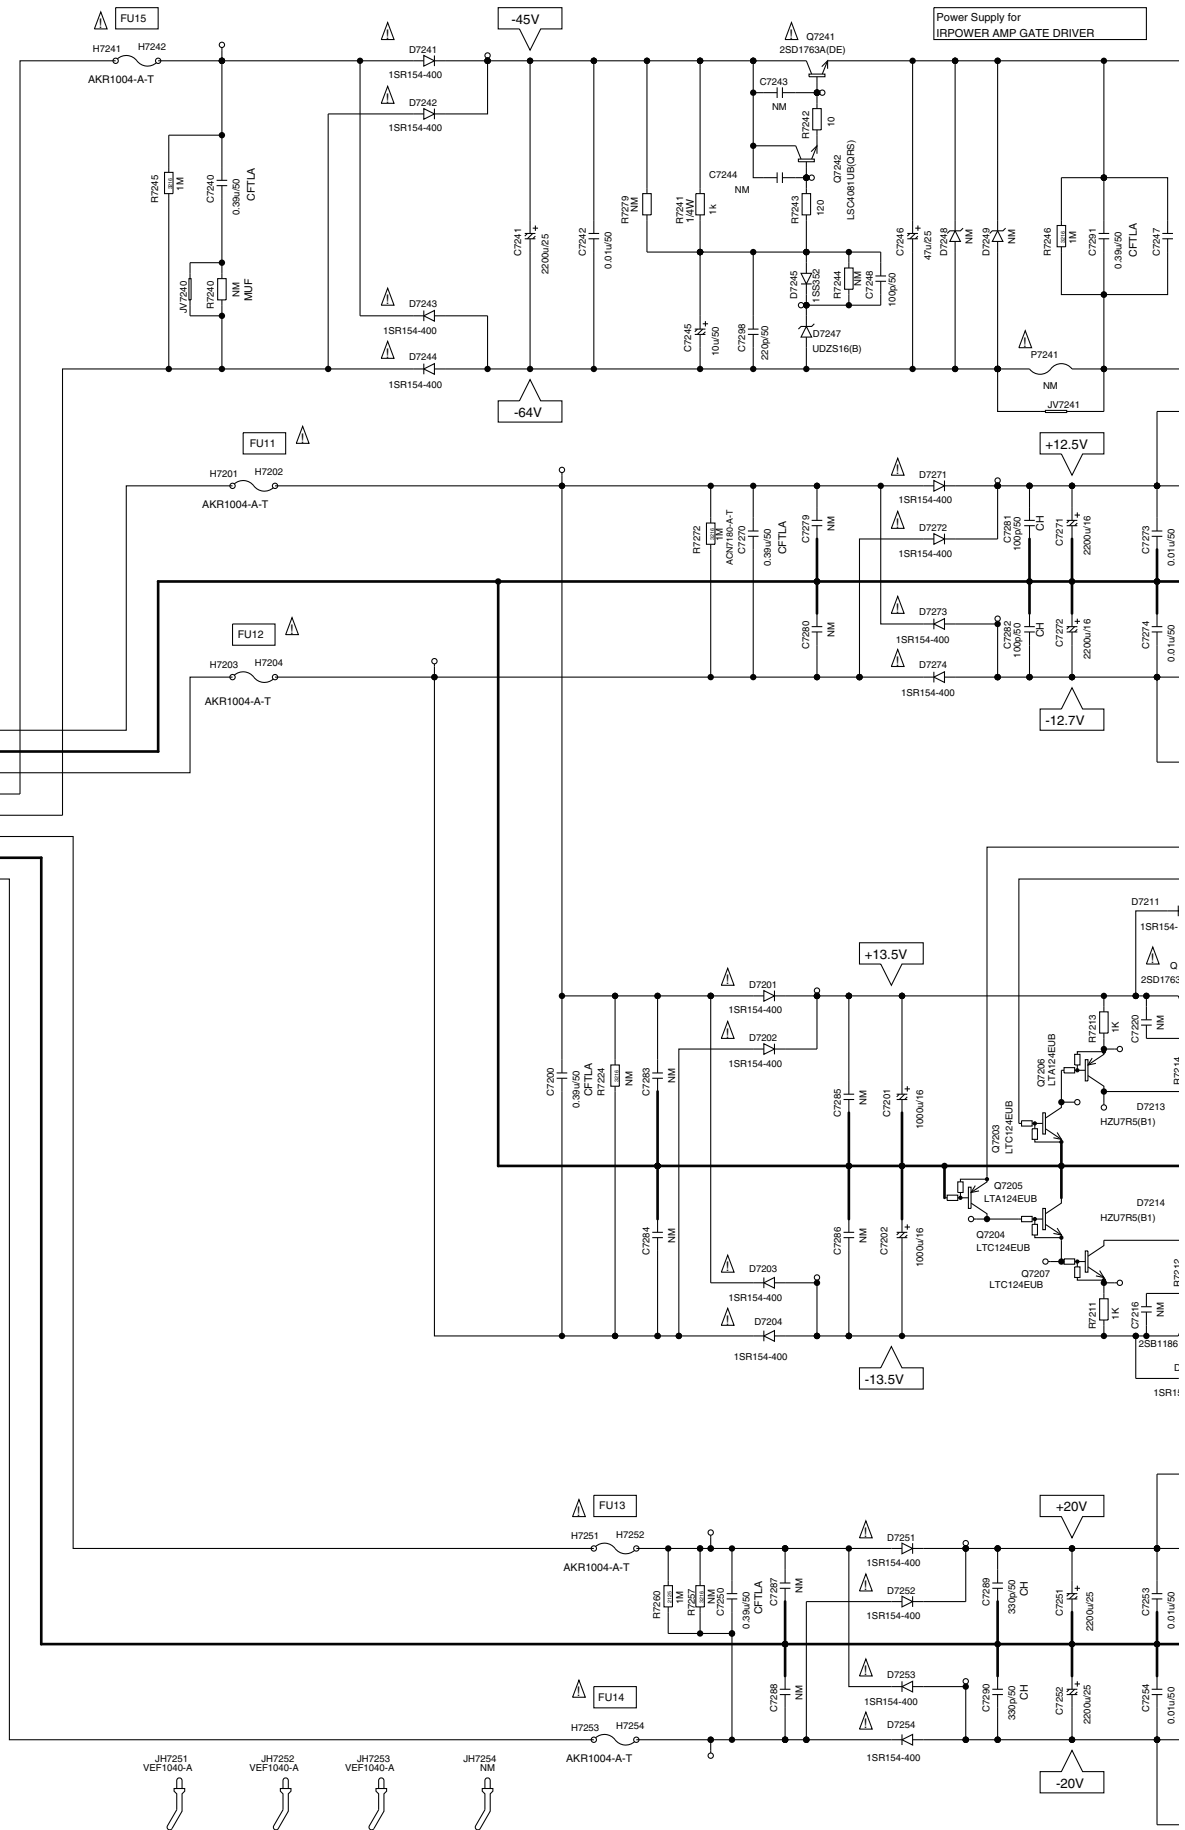 FU15
H7241 H7242
AKR1004-A-T
-45V
D7241
1SR154-400
D7242
1SR154-400
Q7241
2SD1763A(DE)
Power Supply for
IRPOWER AMP GATE DRIVER
C7243
NM
R7242
10
Q7242
LSC4081UB(QRS)
C7244
NM
R7245
3216
1M
C7240
0.39u/50
CFTLA
JV7240
R7240
NM
MUF
D7243
1SR154-400
D7244
1SR154-400
C7241
2200u/25
C7242
0.01u/50
R7279
NM
R7241
1/4W
1k
R7243
120
C7245
10u/50
C7298
220p/50
D7245
1SS352
R7244
NM
C7248
100p/50
D7247
UDZS16(B)
C7246
47u/25
D7248
NM
D7249
NM
R7246
3216
1M
C7291
0.39u/50
CFTLA
C7247
P7241
NM
JV7241
-64V
FU11
H7201 H7202
AKR1004-A-T
+12.5V
D7271
1SR154-400
D7272
1SR154-400
R7272
3216
1M
ACN7180-A-T
C7270
0.39u/50
CFTLA
C7279
NM
C7281
100p/50
CH
C7271
2200u/16
C7273
0.01u/50
FU12
H7203 H7204
AKR1004-A-T
C7280
NM
D7273
1SR154-400
D7274
1SR154-400
C7282
100p/50
CH
C7272
2200u/16
C7274
0.01u/50
-12.7V
D7211
1SR154-
Q
2SD1763
+13.5V
D7201
1SR154-400
D7202
1SR154-400
C7200
0.39u/50
CFTLA
R7224
3216
NM
C7283
NM
C7285
NM
C7201
1000u/16
R7213
1K
C7220
NM
R7214
Q7206
LTA124EUB
D7213
HZU7R5(B1)
Q7203
LTC124EUB
Q7205
LTA124EUB
D7214
HZU7R5(B1)
Q7204
LTC124EUB
Q7207
LTC124EUB
C7284
NM
C7286
NM
C7202
1000u/16
D7203
1SR154-400
D7204
1SR154-400
R7211
1K
C7216
NM
R7212
2SB1186
D
1SR15
-13.5V
FU13
H7251 H7252
AKR1004-A-T
+20V
D7251
1SR154-400
D7252
1SR154-400
R7260
2125
1M
R7257
3216
NM
C7250
0.39u/50
CFTLA
C7287
NM
C7289
330p/50
CH
C7251
2200u/25
C7253
0.01u/50
FU14
H7253 H7254
AKR1004-A-T
C7288
NM
D7253
1SR154-400
D7254
1SR154-400
C7290
330p/50
CH
C7252
2200u/25
C7254
0.01u/50
-20V
JH7251
VEF1040-A
JH7252
VEF1040-A
JH7253
VEF1040-A
JH7254
NM